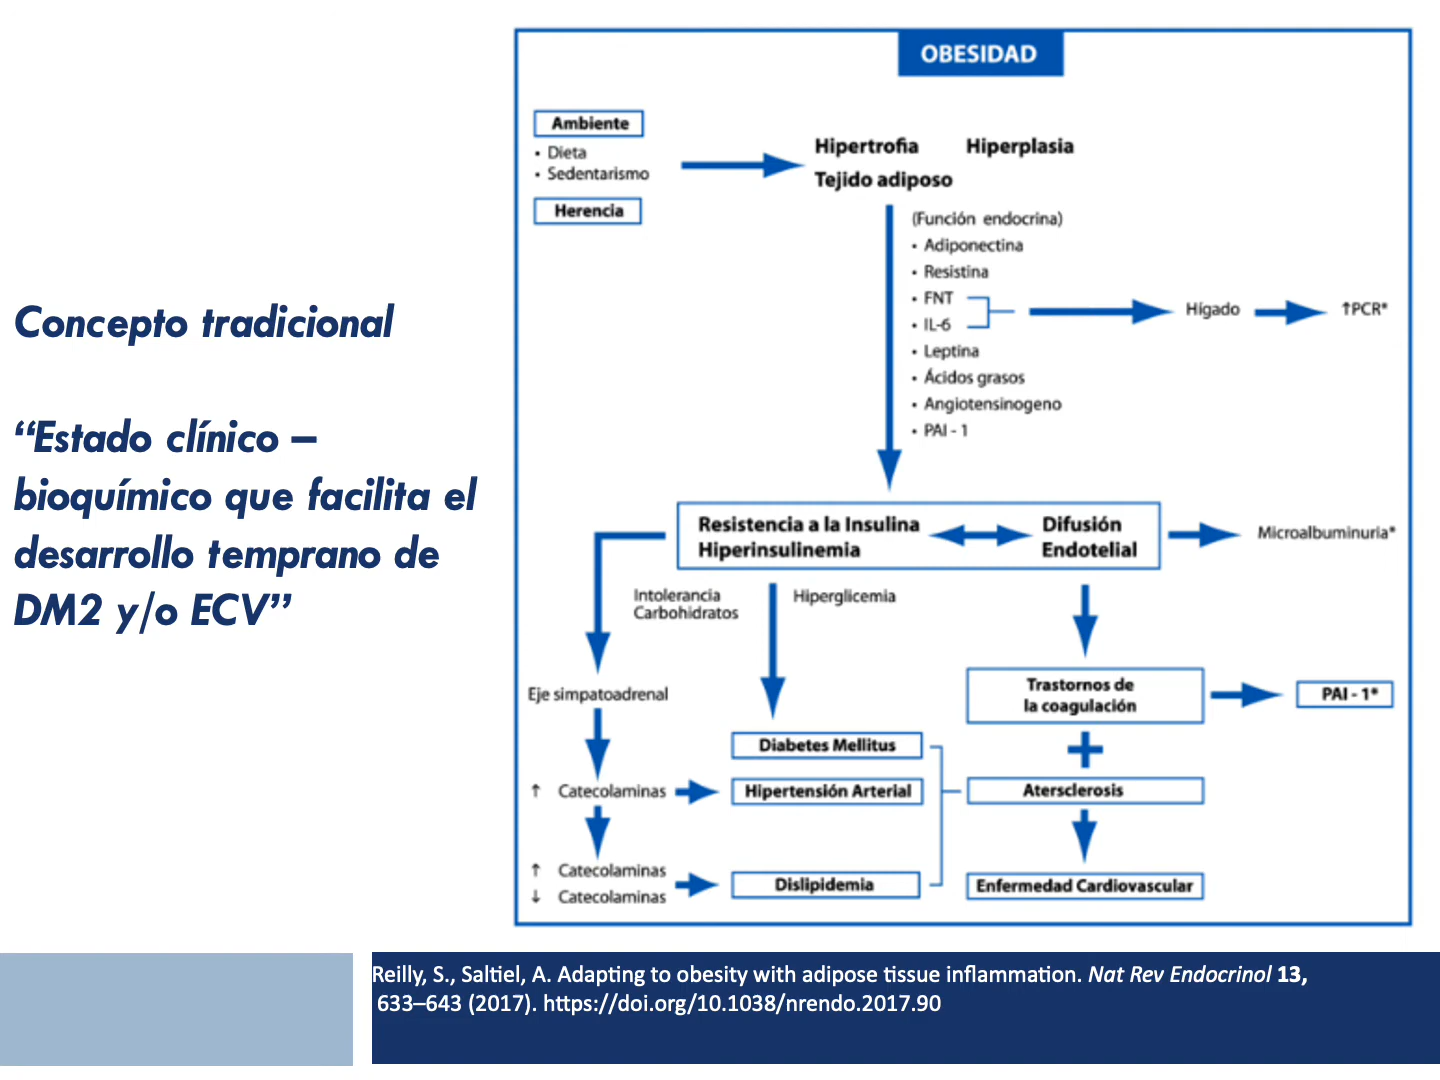 Concepto tradicional
“Estado clínico –
bioquímico que facilita el
desarrollo temprano de
DM2 y/o ECV”
OBESIDAD
Ambiente
• Dieta
• Sedentarismo
Herencia
Hipertrofia Hiperplasia
Tejido adiposo
(Función endocrina)
• Adiponectina
• Resistina
• FNT
• IL-6
• Leptina
• Ácidos grasos
• Angiotensinogeno
• PAI - 1
Hígado
↑PCR*
Resistencia a la Insulina
Hiperinsulinemia
Difusión
Endotelial
Microalbuminuria*
Intolerancia
Carbohidratos
Hiperglicemia
Eje simpatoadrenal
Trastornos de
la coagulación
PAI - 1*
+
Diabetes Mellitus
↑ Catecolaminas
Hipertensión Arterial
Atersclerosis
↑ Catecolaminas
↓ Catecolaminas
Dislipidemia
Enfermedad Cardiovascular
Reilly, S., Saltiel, A. Adapting to obesity with adipose tissue inflammation. Nat Rev Endocrinol 13,
633–643 (2017). https://doi.org/10.1038/nrendo.2017.90